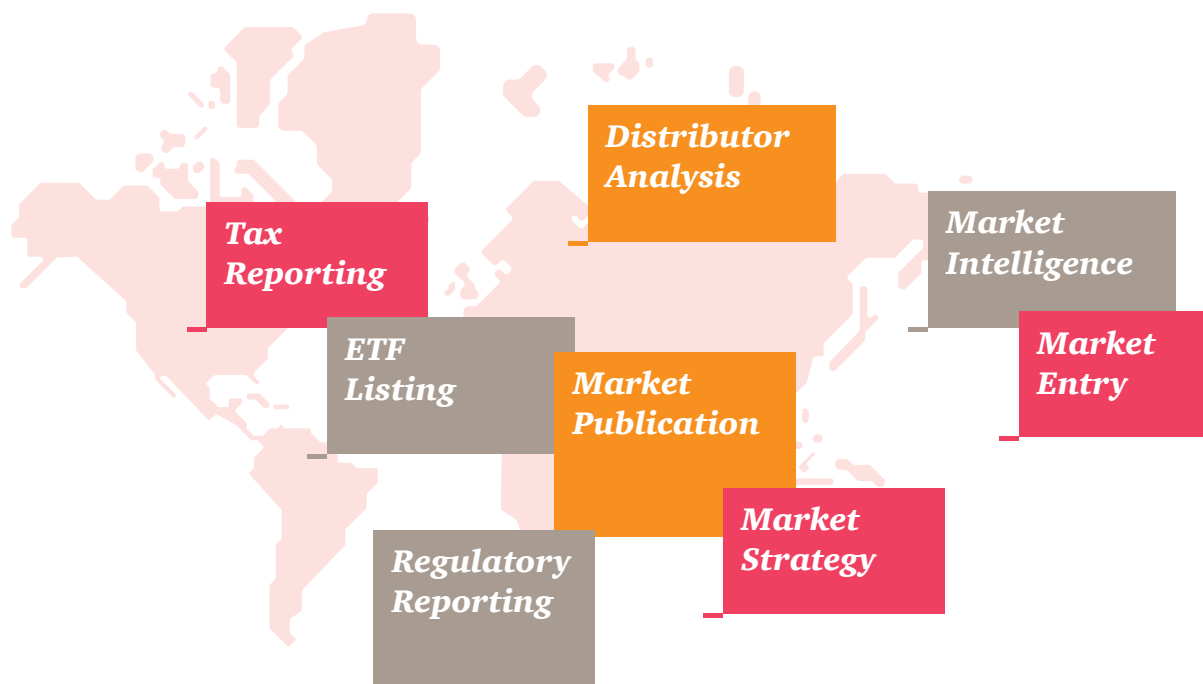 Distributor
Analysis
Tax
Reporting
Market
Intelligence
ETF
Listing
Market
Entry
Market
Publication
Market
Strategy
Regulatory
Reporting